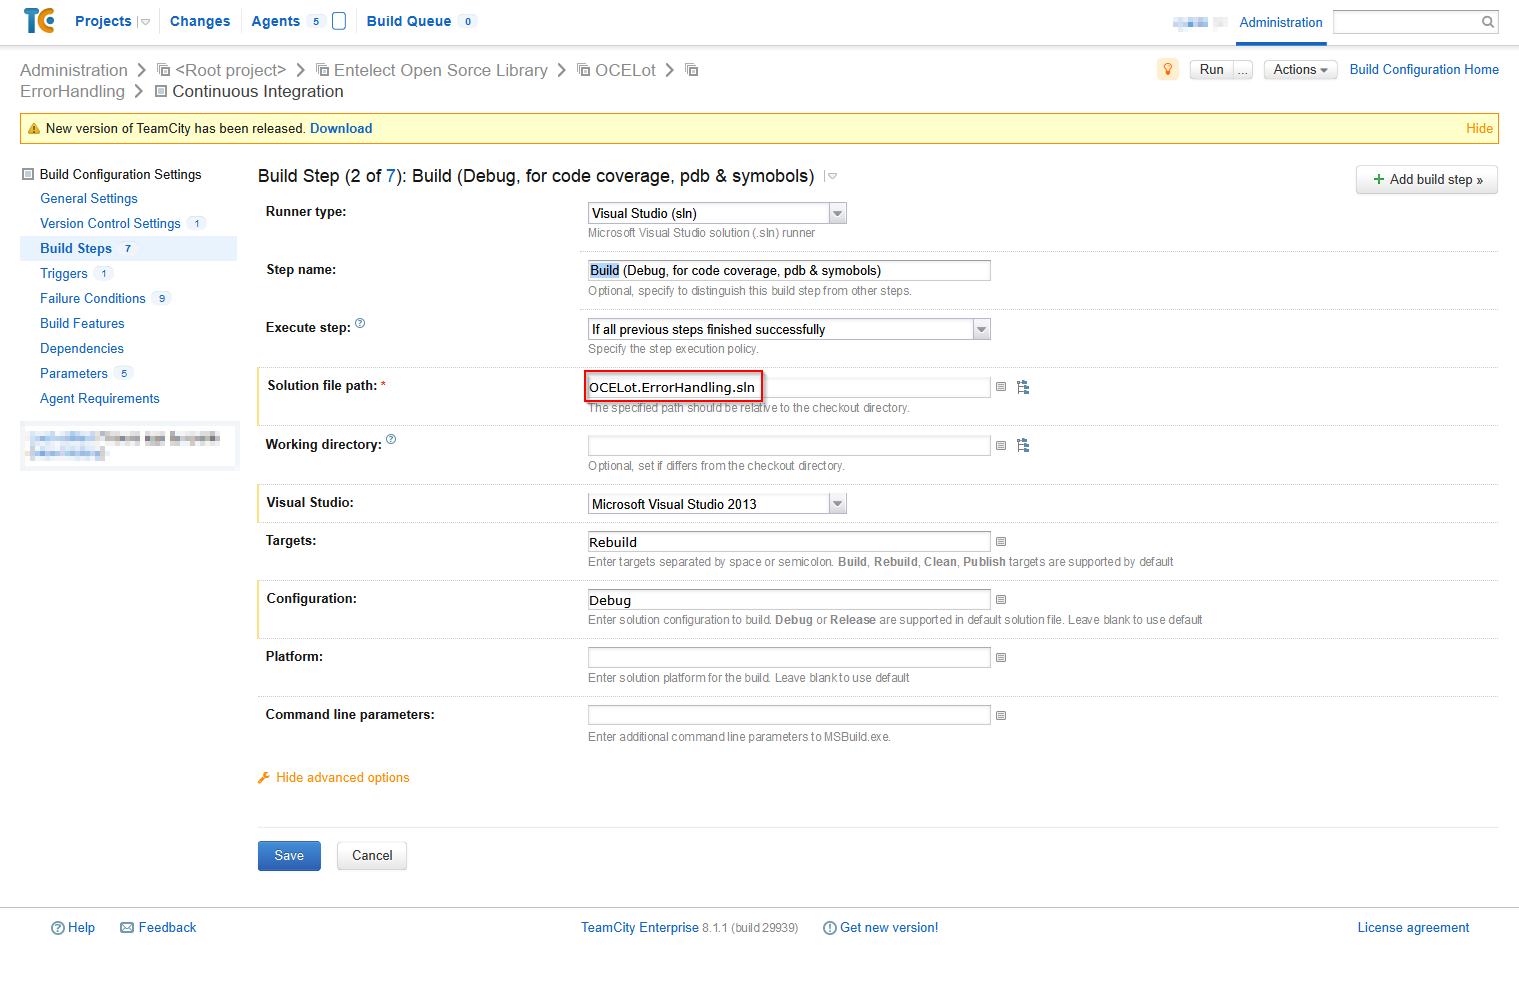 TC Projects Changes Agents 5 Build Queue 0 Administration
Administration > <Root project> > Entelect Open Sorce Library > OCELot >
ErrorHandling > Continuous Integration
Run ... Actions Build Configuration Home
New version of TeamCity has been released. Download Hide
Build Configuration Settings
General Settings
Version Control Settings 1
Build Steps 7
Triggers 1
Failure Conditions 9
Build Features
Dependencies
Parameters 5
Agent Requirements
Build Step (2 of 7): Build (Debug, for code coverage, pdb & symobols)
+ Add build step »
Runner type: Visual Studio (sln)
Microsoft Visual Studio solution (.sln) runner
Step name: Build (Debug, for code coverage, pdb & symobols)
Optional, specify to distinguish this build step from other steps.
Execute step: ? If all previous steps finished successfully
Specify the step execution policy.
Solution file path: * OCELot.ErrorHandling.sln
The specified path should be relative to the checkout directory.
Working directory: ?
Optional, set if differs from the checkout directory.
Visual Studio: Microsoft Visual Studio 2013
Targets: Rebuild
Enter targets separated by space or semicolon. Build, Rebuild, Clean, Publish targets are supported by default
Configuration: Debug
Enter solution configuration to build. Debug or Release are supported in default solution file. Leave blank to use default
Platform:
Enter solution platform for the build. Leave blank to use default
Command line parameters:
Enter additional command line parameters to MSBuild.exe.
Hide advanced options
Save Cancel
? Help Feedback TeamCity Enterprise 8.1.1 (build 29939) Get new version! License agreement